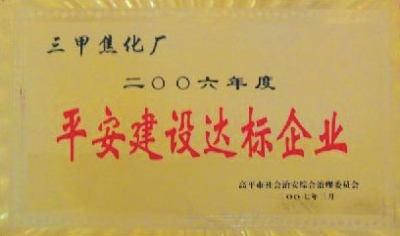 三甲焦化厂
二〇〇六年度
平安建设达标企业
高平市社会治安综合治理委员会
二〇〇七年三月